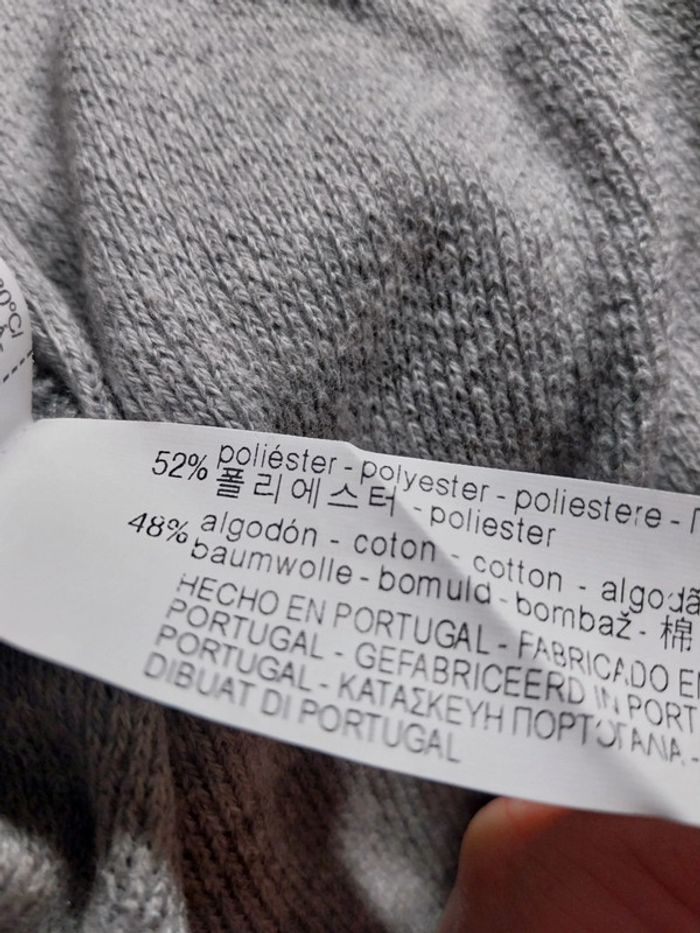 80°C/
52% poliéster - polyester - poliestere - Π
폴리에스터 - poliester
48% algodón - coton - cotton - algodã
baumwolle - bomuld - bombaž - 棉
HECHO EN PORTUGAL - FABRICADO E
PORTUGAL - GEFABRICEERD IN PORT
PORTUGAL - ΚΑΤΑΣΚΕΥΗ ΠΟΡΤΟΓΑΛΙΑ -
DIBUAT DI PORTUGAL